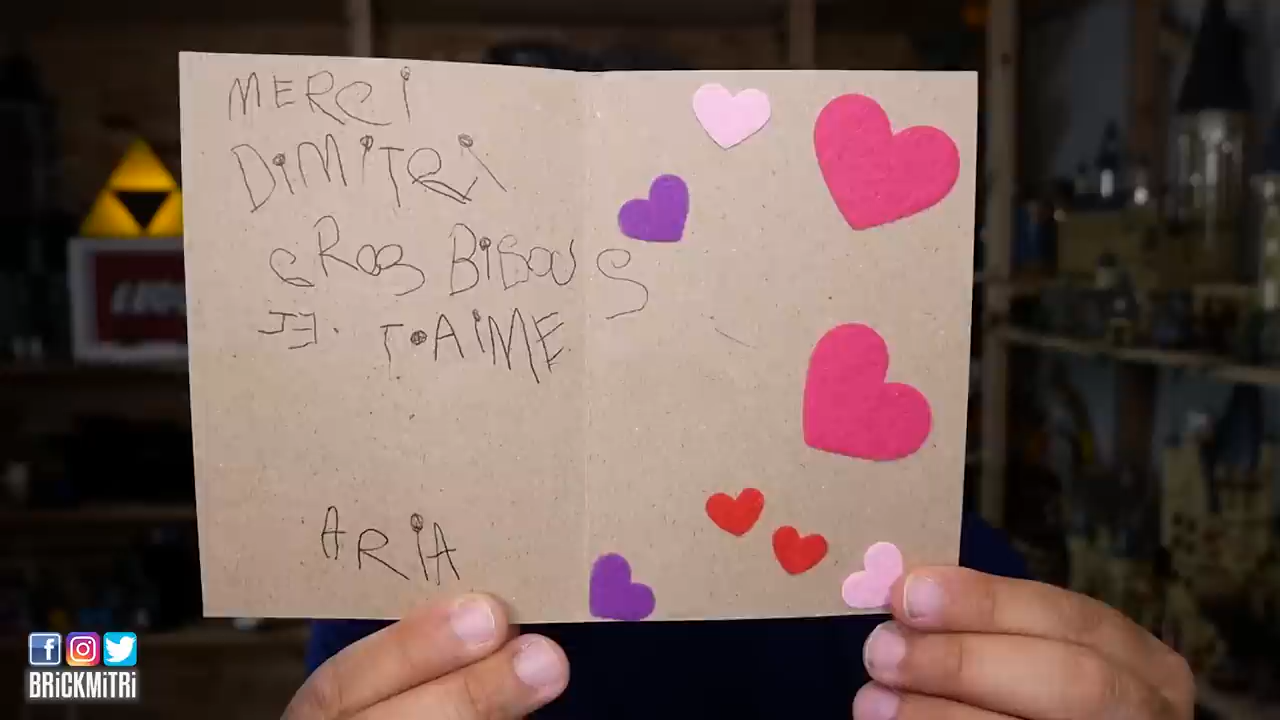 MERCi
DiMiTRi
GROS BiSOUS
JE. T•AiME
ARiA
BRiCKMiTRi